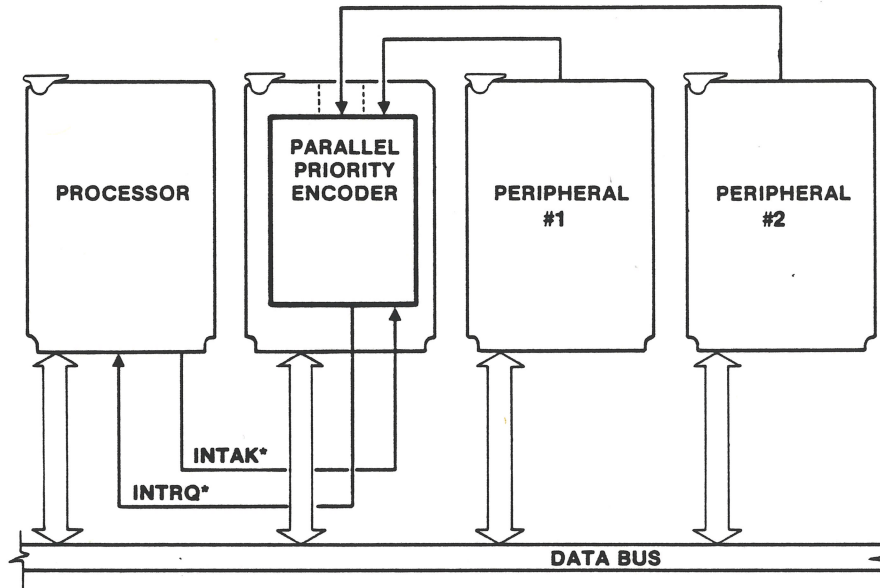 PROCESSOR
PARALLEL
PRIORITY
ENCODER
PERIPHERAL
#1
PERIPHERAL
#2
INTAK*
INTRQ*
DATA BUS